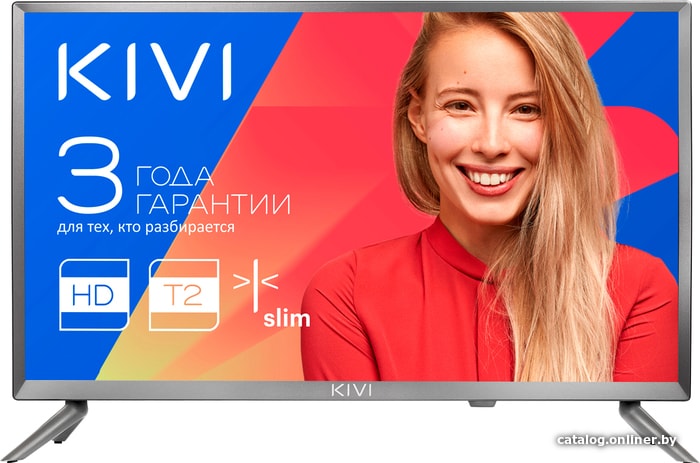 KIVI
3 ГОДА
ГАРАНТИИ
для тех, кто разбирается
HD
T2
slim
KIVI
catalog.onliner.by